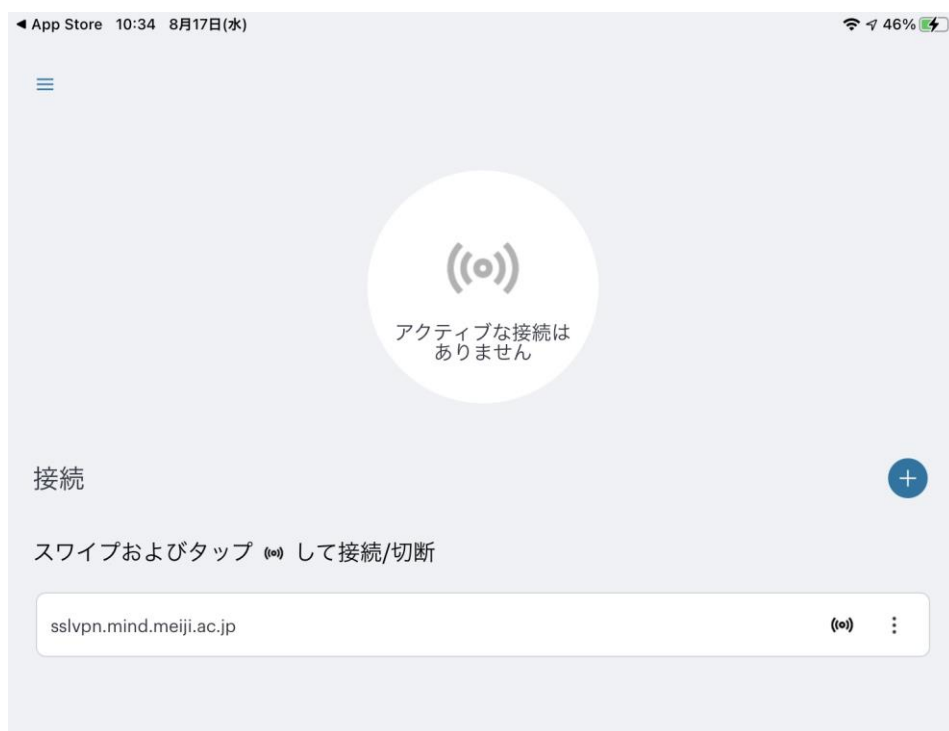 ◀ App Store 10:34 8月17日(水) 46%
アクティブな接続は
ありません
接続
スワイプおよびタップ して接続/切断
sslvpn.mind.meiji.ac.jp